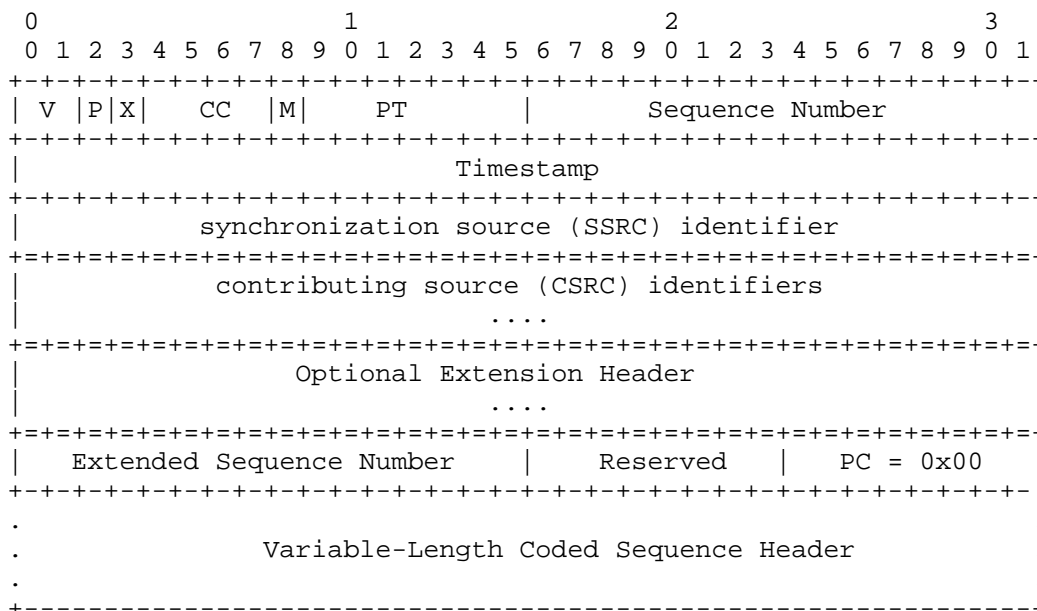 0                   1                   2                   3
0 1 2 3 4 5 6 7 8 9 0 1 2 3 4 5 6 7 8 9 0 1 2 3 4 5 6 7 8 9 0 1
+-+-+-+-+-+-+-+-+-+-+-+-+-+-+-+-+-+-+-+-+-+-+-+-+-+-+-+-+-+-+-+-
| V |P|X|   CC  |M|    PT       |       Sequence Number
+-+-+-+-+-+-+-+-+-+-+-+-+-+-+-+-+-+-+-+-+-+-+-+-+-+-+-+-+-+-+-+-
|                           Timestamp
+-+-+-+-+-+-+-+-+-+-+-+-+-+-+-+-+-+-+-+-+-+-+-+-+-+-+-+-+-+-+-+-
|           synchronization source (SSRC) identifier
+=+=+=+=+=+=+=+=+=+=+=+=+=+=+=+=+=+=+=+=+=+=+=+=+=+=+=+=+=+=+=+=
|            contributing source (CSRC) identifiers
|                             ....
+=+=+=+=+=+=+=+=+=+=+=+=+=+=+=+=+=+=+=+=+=+=+=+=+=+=+=+=+=+=+=+=
|                 Optional Extension Header
|                             ....
+=+=+=+=+=+=+=+=+=+=+=+=+=+=+=+=+=+=+=+=+=+=+=+=+=+=+=+=+=+=+=+=
|   Extended Sequence Number    |    Reserved   |   PC = 0x00
+-+-+-+-+-+-+-+-+-+-+-+-+-+-+-+-+-+-+-+-+-+-+-+-+-+-+-+-+-+-+-+-
.
.               Variable-Length Coded Sequence Header
.
+----------------------------------------------------------------